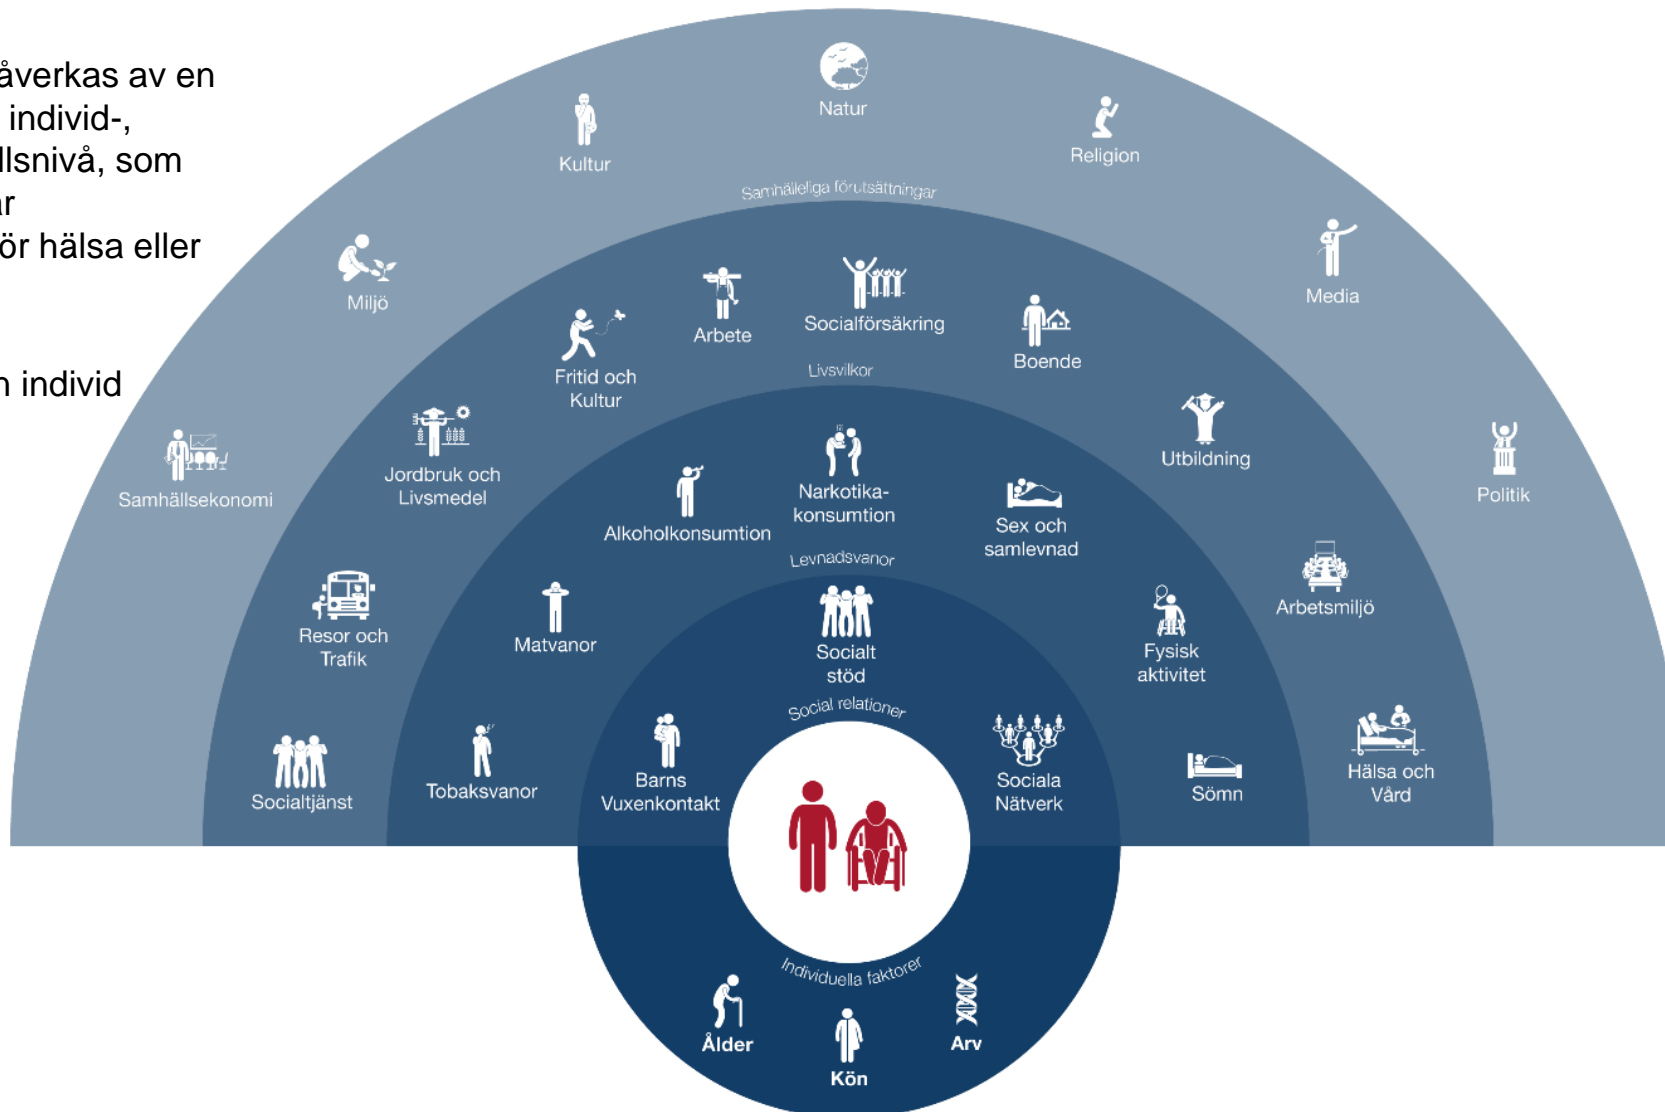 åverkas av en
individ-,
llsnivå, som
ar
ör hälsa eller
n individ
Natur
Kultur
Religion
Samhälleliga förutsättningar
Miljö
Media
Samhällsekonomi
Politik
Arbete
Socialförsäkring
Boende
Fritid och
Kultur
Livsvilkor
Jordbruk och
Livsmedel
Utbildning
Resor och
Trafik
Arbetsmiljö
Socialtjänst
Hälsa och
Vård
Narkotika-
konsumtion
Alkoholkonsumtion
Sex och
samlevnad
Levnadsvanor
Matvanor
Fysisk
aktivitet
Tobaksvanor
Sömn
Socialt
stöd
Social relationer
Barns
Vuxenkontakt
Sociala
Nätverk
Individuella faktorer
Ålder
Kön
Arv